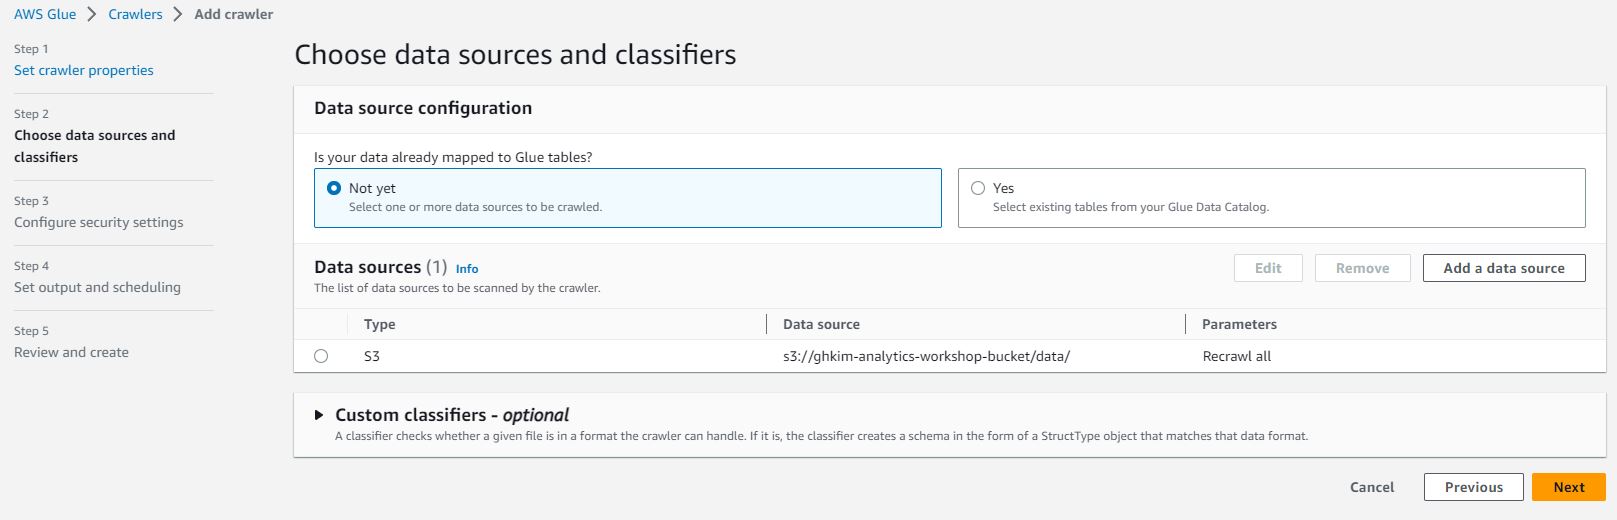 AWS Glue > Crawlers > Add crawler
Step 1
Set crawler properties
Step 2
Choose data sources and
classifiers
Step 3
Configure security settings
Step 4
Set output and scheduling
Step 5
Review and create
Choose data sources and classifiers
Data source configuration
Is your data already mapped to Glue tables?
Not yet
Select one or more data sources to be crawled.
Yes
Select existing tables from your Glue Data Catalog.
Data sources (1) Info
The list of data sources to be scanned by the crawler.
Edit Remove Add a data source
Type Data source Parameters
S3 s3://ghkim-analytics-workshop-bucket/data/ Recrawl all
Custom classifiers - optional
A classifier checks whether a given file is in a format the crawler can handle. If it is, the classifier creates a schema in the form of a StructType object that matches that data format.
Cancel Previous Next